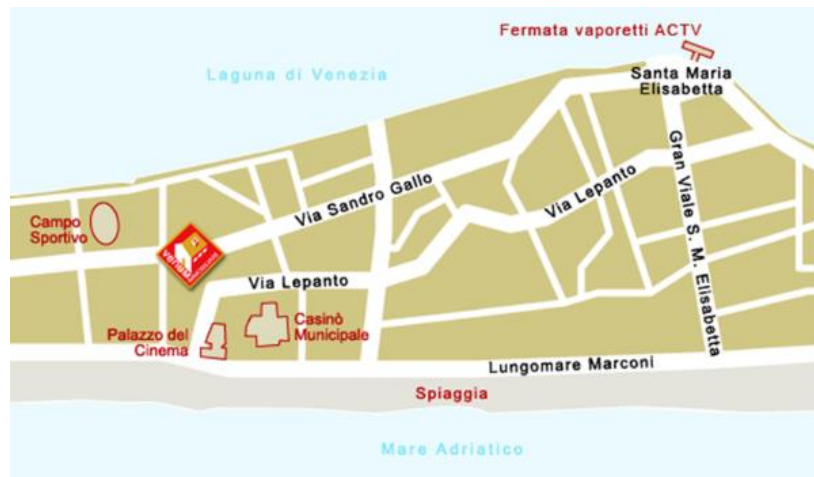 Fermata vaporetti ACTV
Laguna di Venezia
Santa Maria
Elisabetta
Via Sandro Gallo
Via Lepanto
Gran Viale S. M. Elisabetta
Campo
Sportivo
Via Lepanto
Casinò
Municipale
Palazzo del
Cinema
Lungomare Marconi
Spiaggia
Mare Adriatico